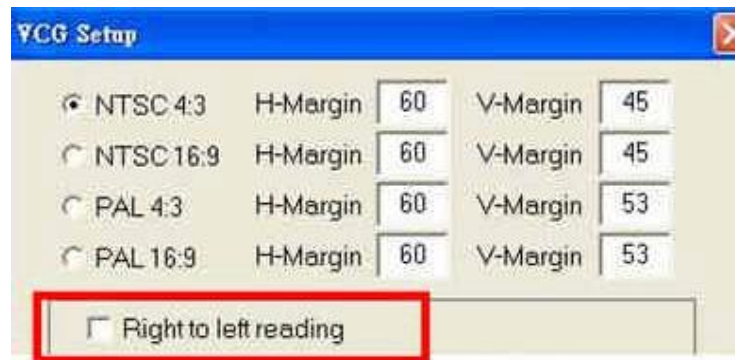 VCG Setup
NTSC 4:3 H-Margin 60 V-Margin 45
NTSC 16:9 H-Margin 60 V-Margin 45
PAL 4:3 H-Margin 60 V-Margin 53
PAL 16:9 H-Margin 60 V-Margin 53
Right to left reading